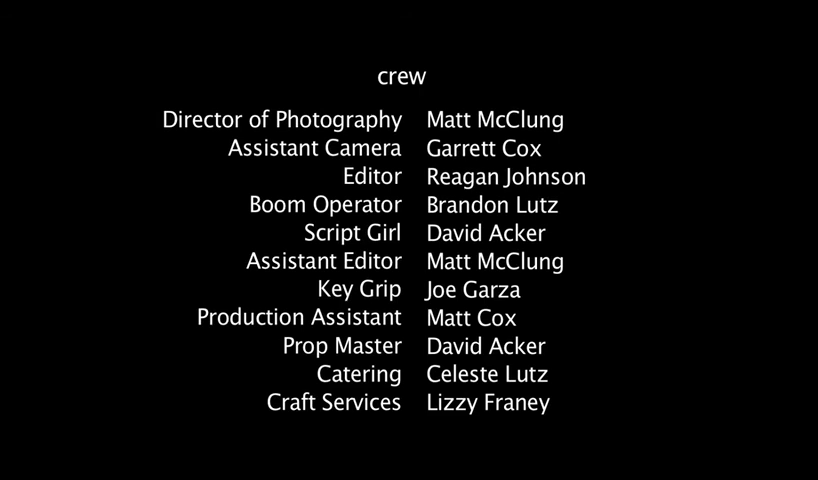 crew
Director of Photography Matt McClung
Assistant Camera Garrett Cox
Editor Reagan Johnson
Boom Operator Brandon Lutz
Script Girl David Acker
Assistant Editor Matt McClung
Key Grip Joe Garza
Production Assistant Matt Cox
Prop Master David Acker
Catering Celeste Lutz
Craft Services Lizzy Franey